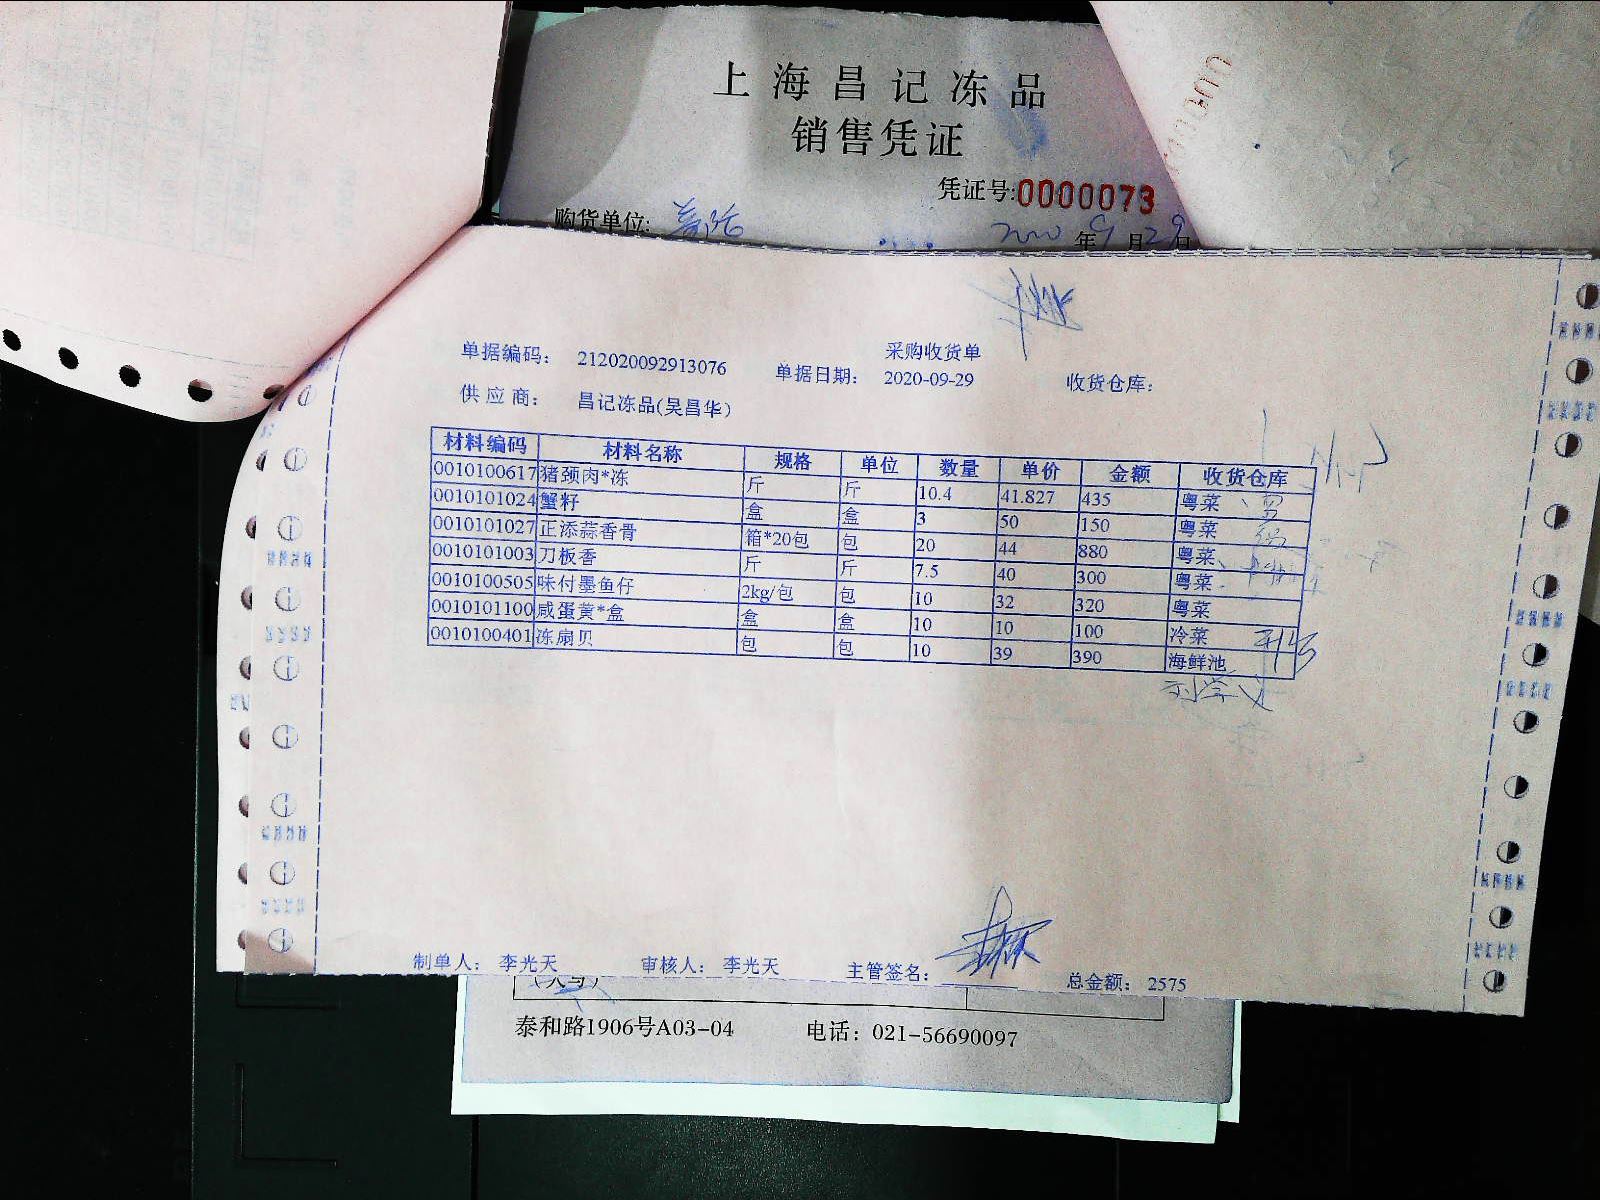 上海昌记冻品
销售凭证
凭证号:0000073
购货单位:
2020年9月29日
采购收货单
单据编码: 212020092913076 单据日期: 2020-09-29 收货仓库:
供应商: 昌记冻品(吴昌华)
材料编码 材料名称 规格 单位 数量 单价 金额 收货仓库
0010100617 猪颈肉*冻 斤 斤 10.4 41.827 435 粤菜
0010101024 蟹籽 盒 盒 3 50 150 粤菜
0010101027 正添蒜香骨 箱*20包 包 20 44 880 粤菜
0010101003 刀板香 斤 斤 7.5 40 300 粤菜
0010100505 味付墨鱼仔 2kg/包 包 10 32 320 粤菜
0010101100 咸蛋黄*盒 盒 盒 10 10 100 冷菜
0010100401 冻扇贝 包 包 10 39 390 海鲜池
制单人: 李光天 审核人: 李光天 主管签名: 总金额: 2575
泰和路1906号A03-04 电话: 021-56690097